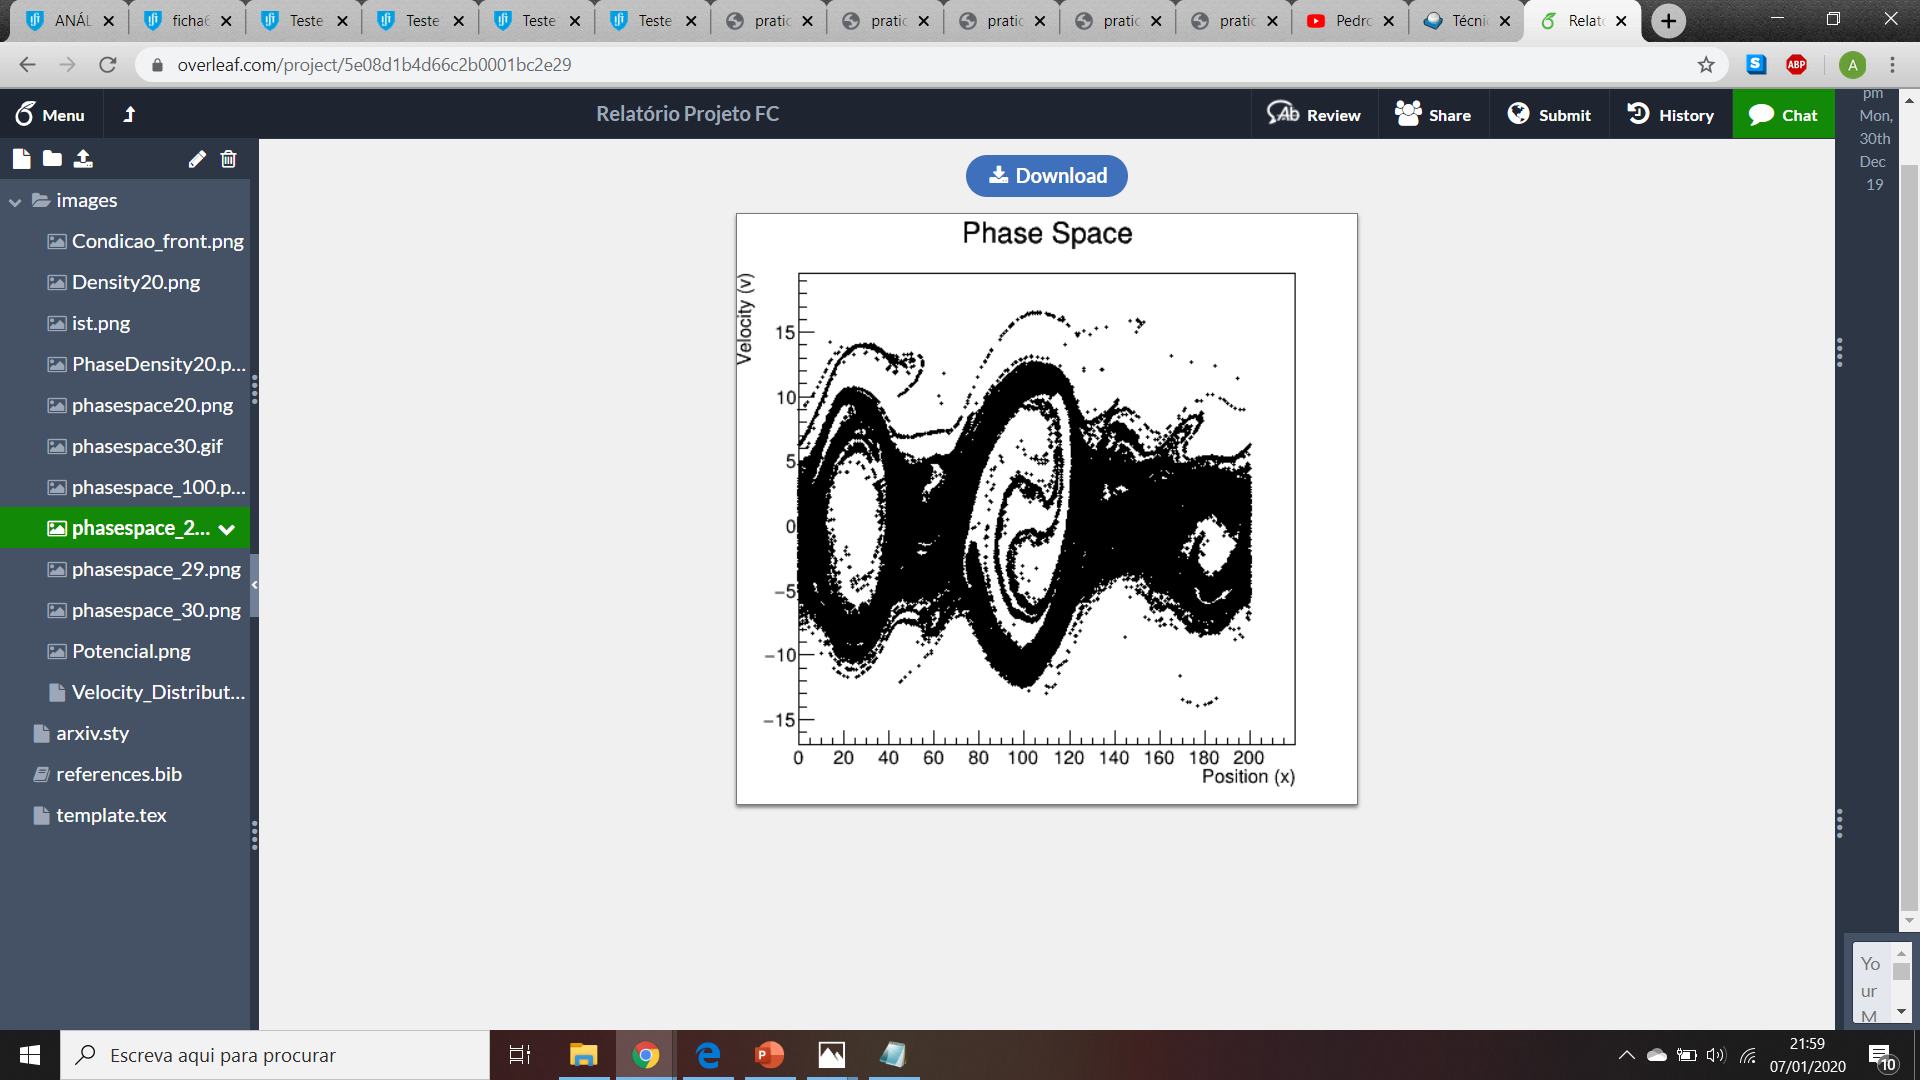 ANÁL
ficha
Teste
Teste
Teste
Teste
pratic
pratic
pratic
pratic
pratic
Pedr
Técni
Relat
overleaf.com/project/5e08d1b4d66c2b0001bc2e29
S
ABP
A
Menu
Relatório Projeto FC
Ab Review
Share
Submit
History
Chat
pm
Mon,
30th
Dec
19
images
Condicao_front.png
Density20.png
ist.png
PhaseDensity20.p...
phasespace20.png
phasespace30.gif
phasespace_100.p...
phasespace_2...
phasespace_29.png
phasespace_30.png
Potencial.png
Velocity_Distribut...
arxiv.sty
references.bib
template.tex
Download
Phase Space
Velocity (v)
15
10
5
0
−5
−10
−15
0 20 40 60 80 100 120 140 160 180 200
Position (x)
Yo
ur
M
Escreva aqui para procurar
21:59
07/01/2020
10